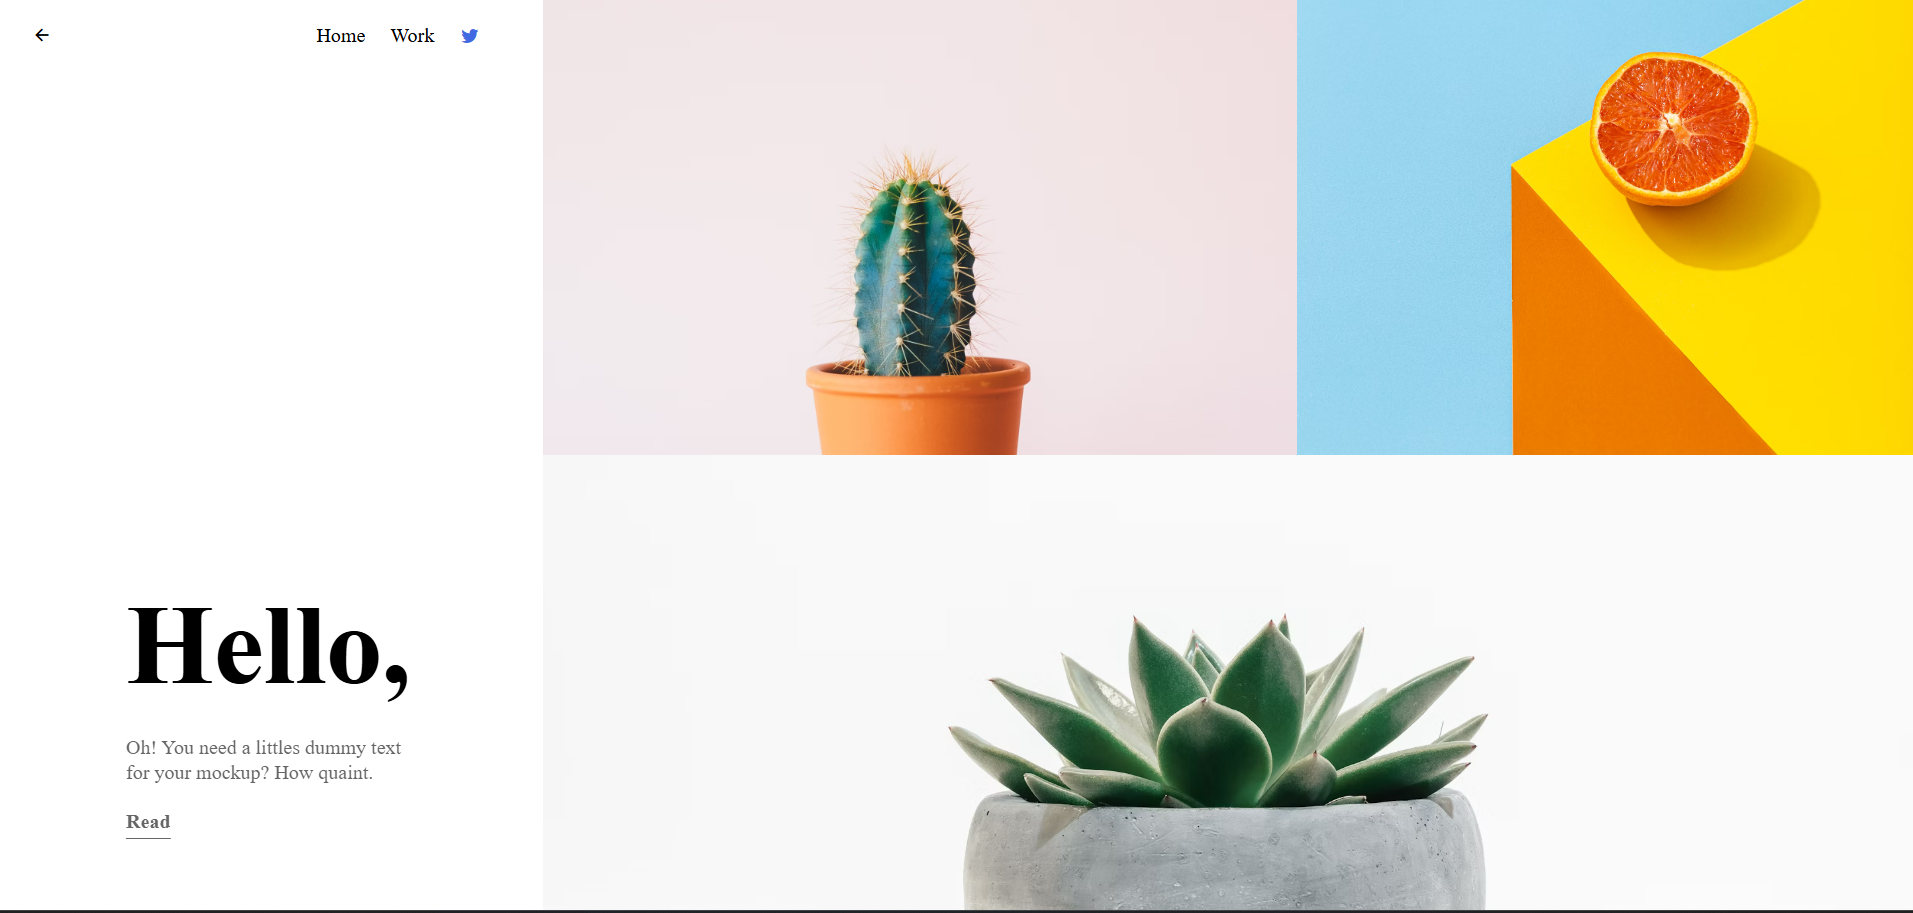 Home Work
Hello,
Oh! You need a littles dummy text
for your mockup? How quaint.
Read